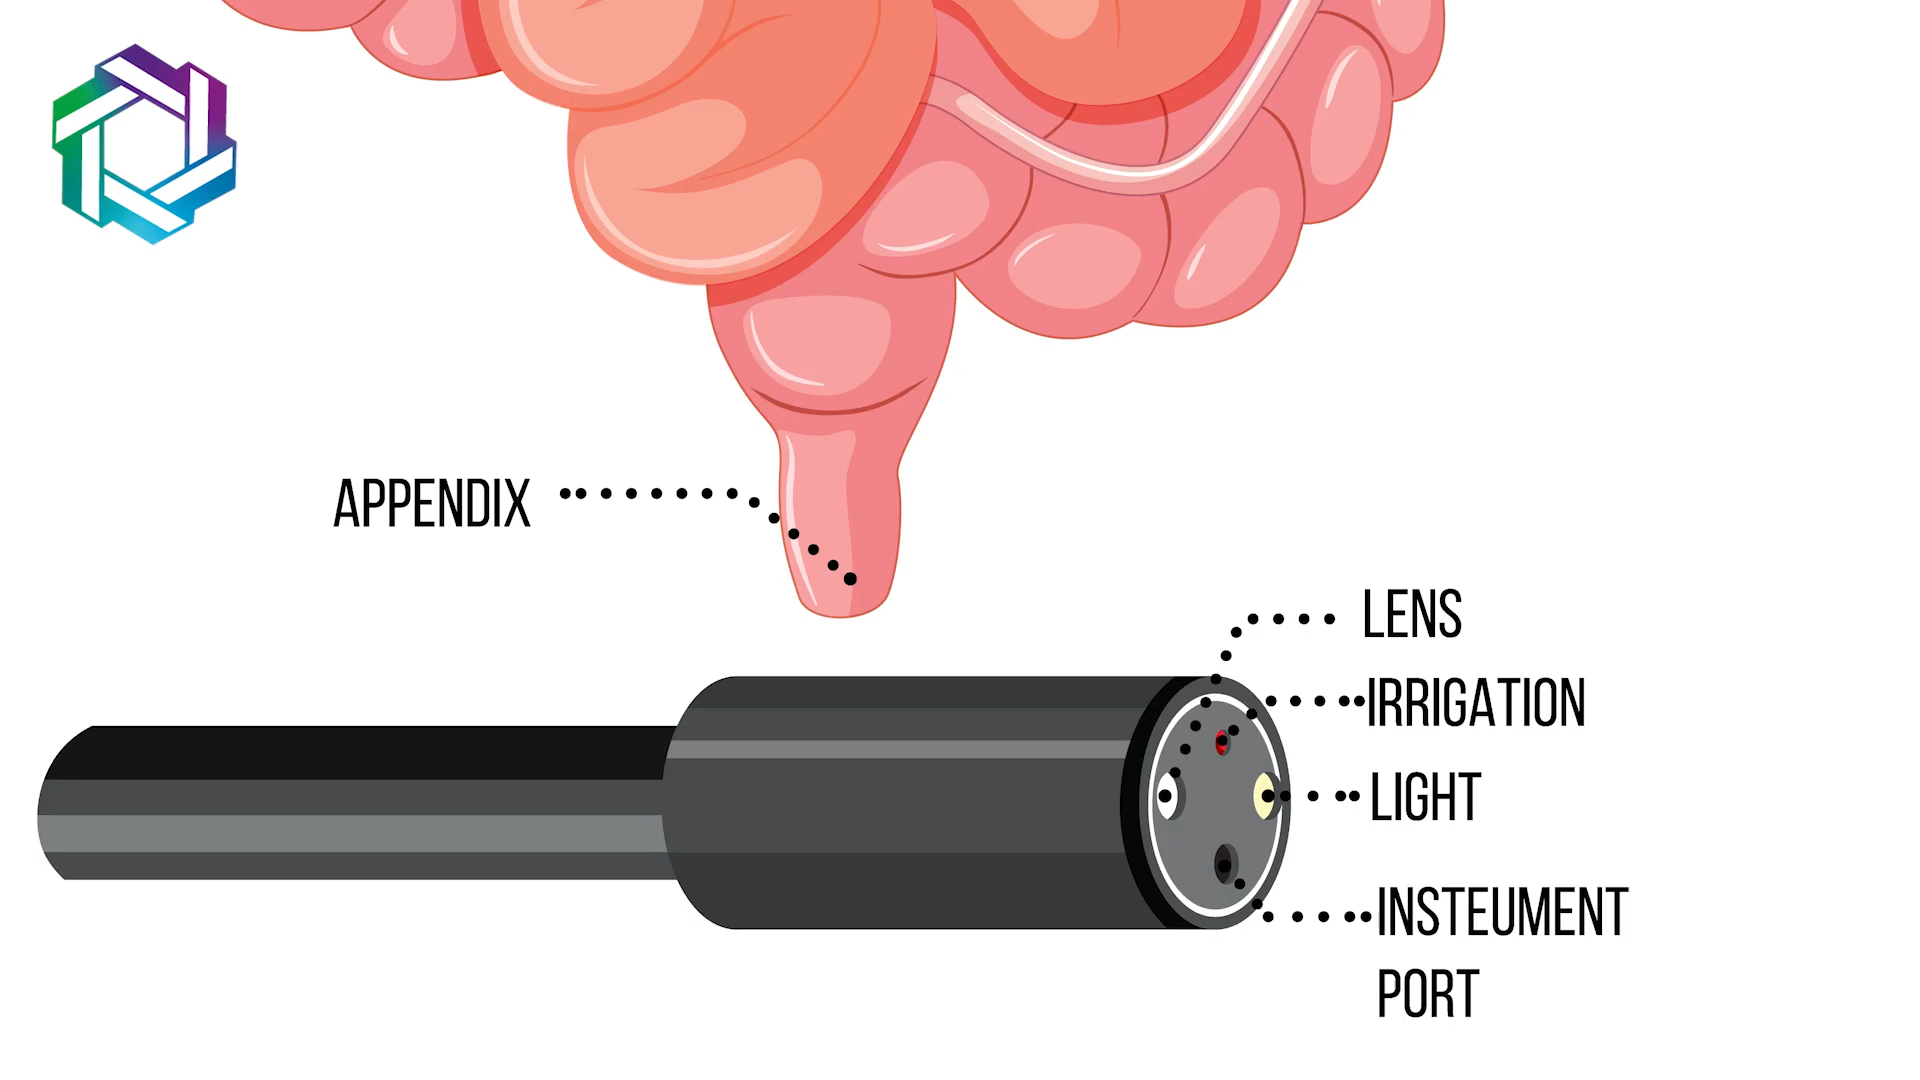 APPENDIX
LENS
IRRIGATION
LIGHT
INSTEUMENT
PORT